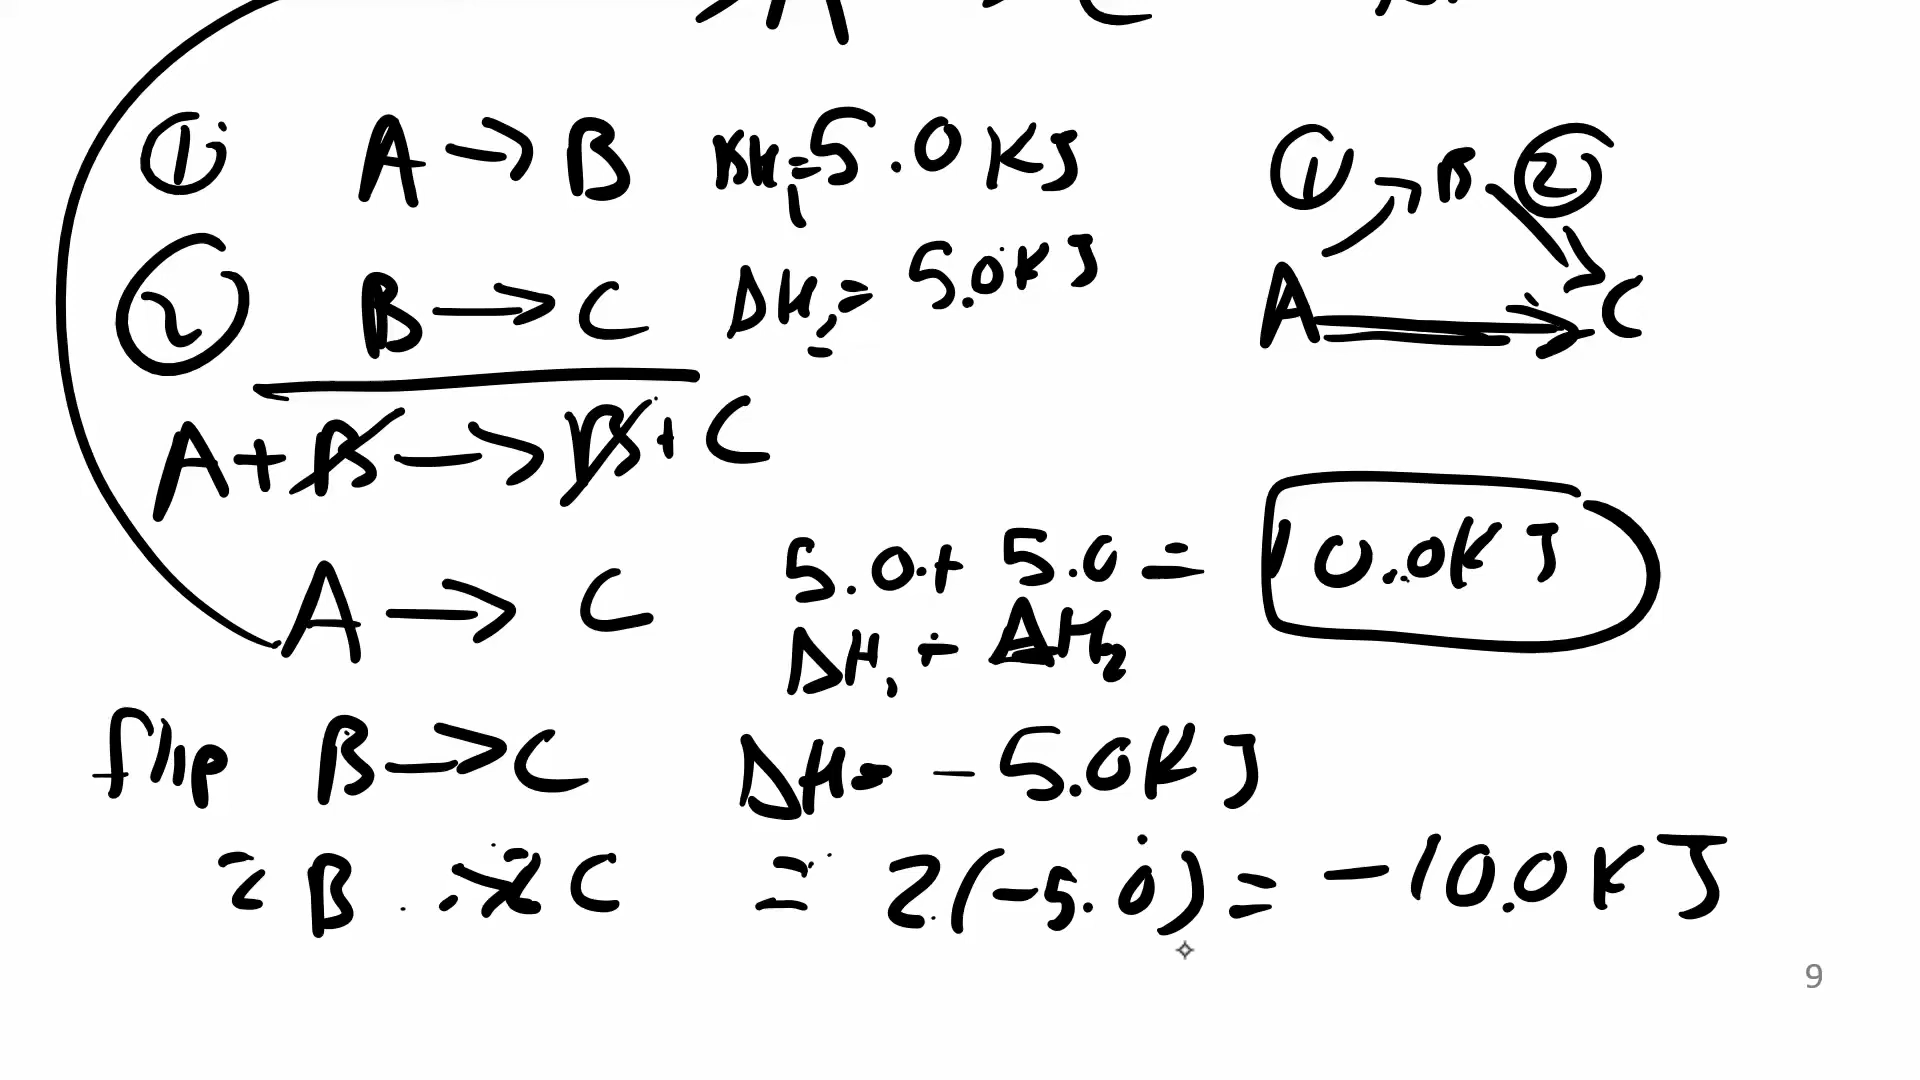 A → C
① A → B ΔH₁ = 5.0 KJ
① B ②
② B → C ΔH₂ = 5.0 KJ
A → C
A + B → B + C
5.0 + 5.0 = 10.0 KJ
A → C
ΔH₁ + ΔH₂
flip B → C ΔH = - 5.0 KJ
2 B → 2 C = 2(-5.0) = -10.0 KJ
9